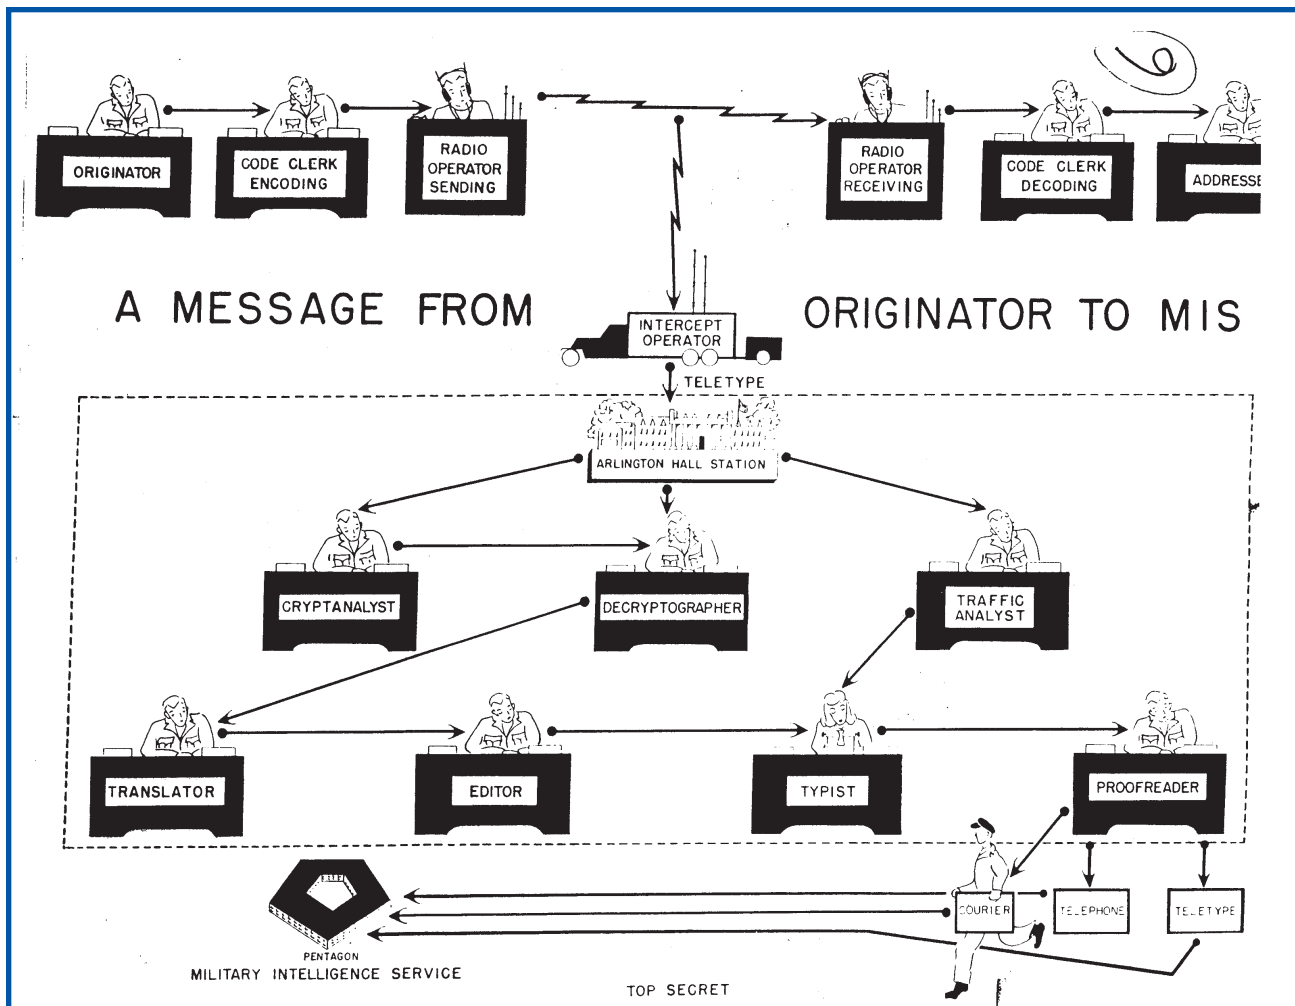 ORIGINATOR
CODE CLERK
ENCODING
RADIO
OPERATOR
SENDING
RADIO
OPERATOR
RECEIVING
CODE CLERK
DECODING
ADDRESSE
A MESSAGE FROM ORIGINATOR TO MIS
INTERCEPT
OPERATOR
TELETYPE
ARLINGTON HALL STATION
CRYPTANALYST
DECRYPTOGRAPHER
TRAFFIC
ANALYST
TRANSLATOR
EDITOR
TYPIST
PROOFREADER
COURIER
TELEPHONE
TELETYPE
PENTAGON
MILITARY INTELLIGENCE SERVICE
TOP SECRET